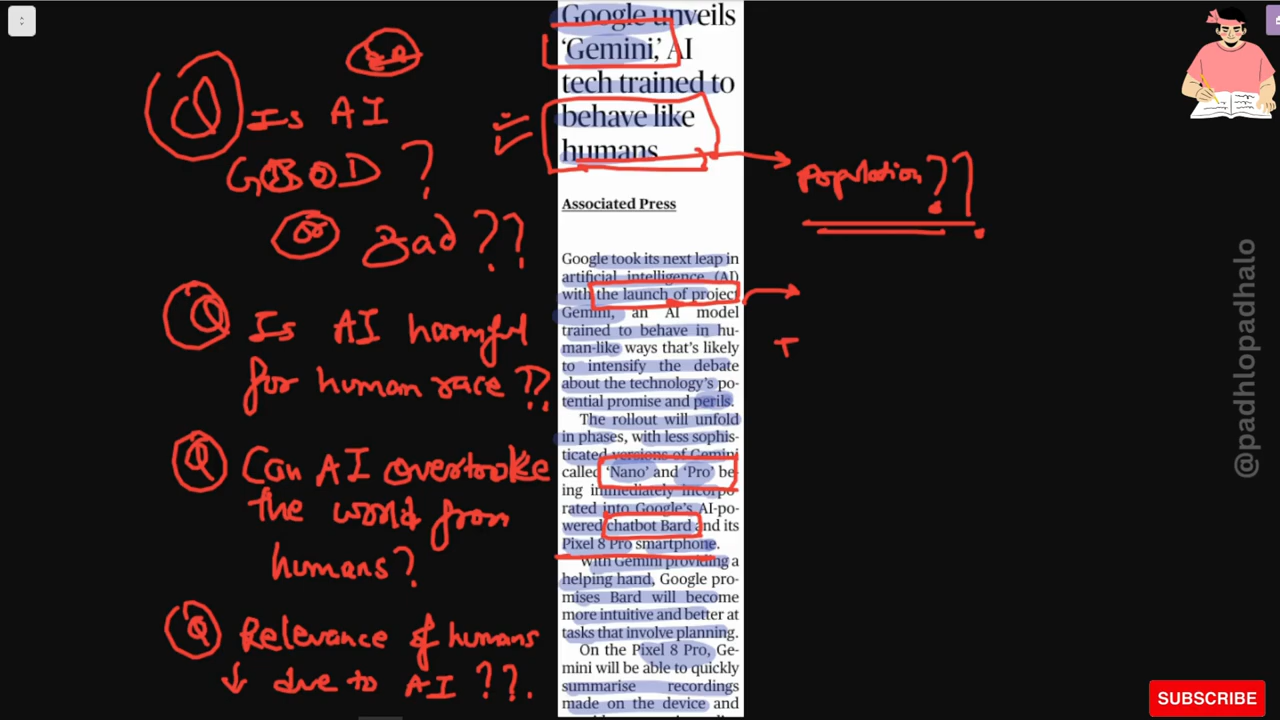 Is AI
GOOD ?
Bad ??
Q Is AI harmful
for human race ??
Q Can AI overtake
the world from
humans?
Q Relevance of humans
↓ due to AI ??.
Google unveils
‘Gemini,’ AI
tech trained to
behave like
humans
Associated Press
Google took its next leap in
artificial intelligence (AI)
with the launch of project
Gemini, an AI model
trained to behave in hu-
man-like ways that’s likely
to intensify the debate
about the technology’s po-
tential promise and perils.
The rollout will unfold
in phases, with less sophis-
ticated versions of Gemini
called ‘Nano’ and ‘Pro’ be-
ing immediately incorpo-
rated into Google’s AI-po-
wered chatbot Bard and its
Pixel 8 Pro smartphone.
With Gemini providing a
helping hand, Google pro-
mises Bard will become
more intuitive and better at
tasks that involve planning.
On the Pixel 8 Pro, Ge-
mini will be able to quickly
summarise recordings
made on the device and
Population ??
+
@padhlopadhalo
SUBSCRIBE